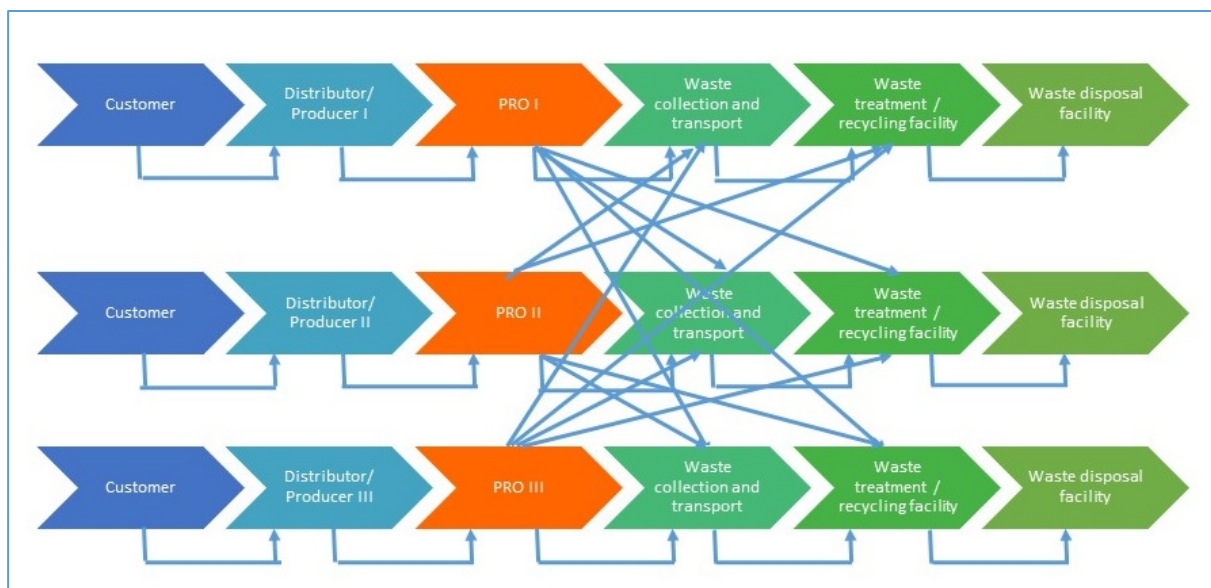 Customer
Distributor/
Producer I
PRO I
Waste
collection and
transport
Waste
treatment /
recycling facility
Waste disposal
facility
Customer
Distributor/
Producer II
PRO II
Waste
collection and
transport
Waste
treatment /
recycling facility
Waste disposal
facility
Customer
Distributor/
Producer III
PRO III
Waste
collection and
transport
Waste
treatment /
recycling facility
Waste disposal
facility